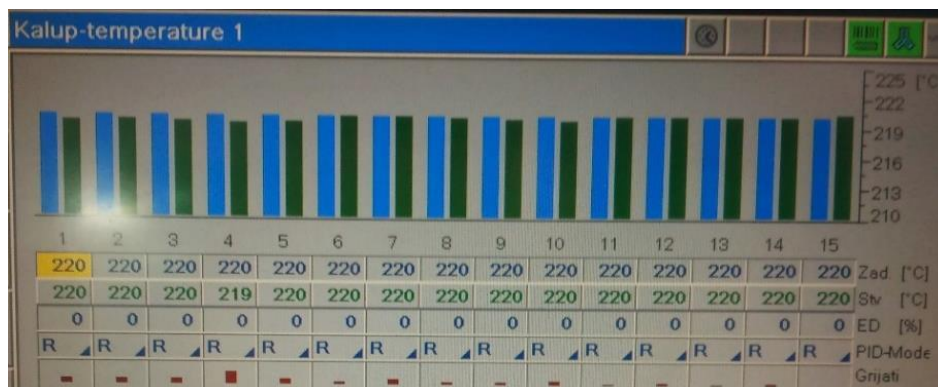 Kalup-temperature 1
225 [°C
222
219
216
213
210
1 2 3 4 5 6 7 8 9 10 11 12 13 14 15
220 220 220 220 220 220 220 220 220 220 220 220 220 220 220 Zad. [°C]
220 220 220 219 220 220 220 220 220 220 220 220 220 220 220 Stv [°C]
0 0 0 0 0 0 0 0 0 0 0 0 0 0 0 ED [%]
R R R R R R R R R R R R R R R PID-Mode
Grijati